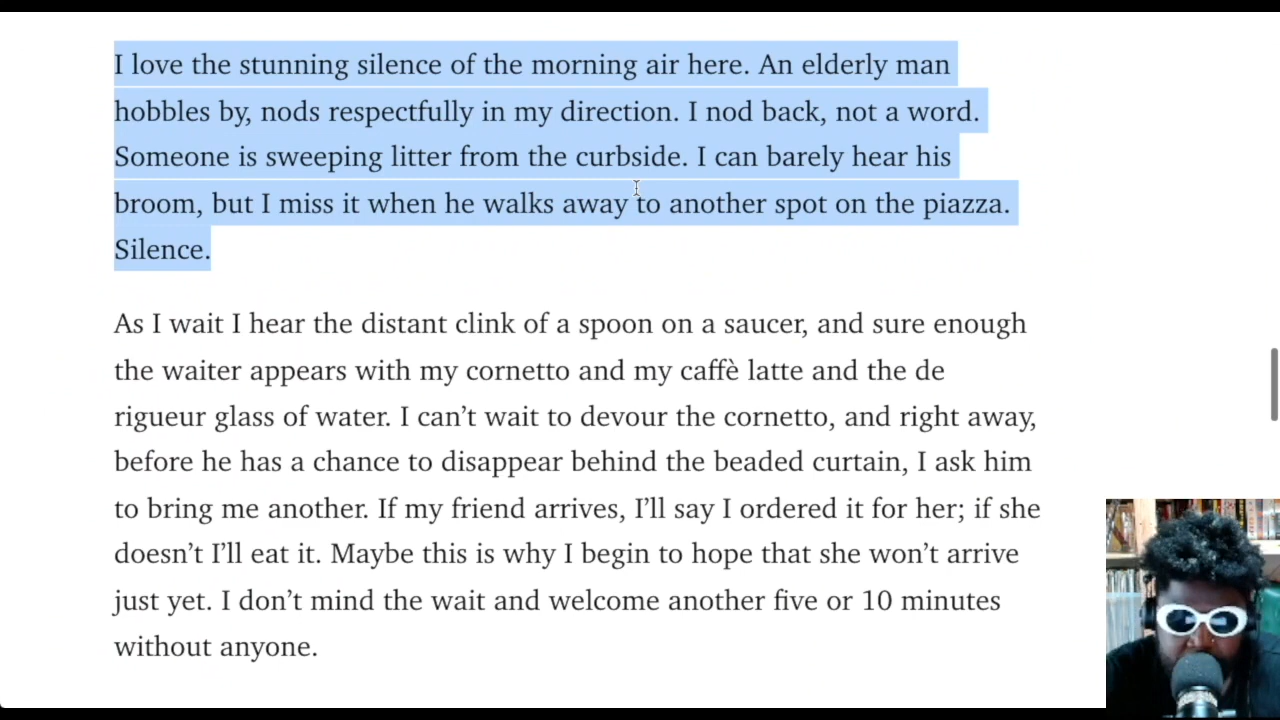 I love the stunning silence of the morning air here. An elderly man
hobbles by, nods respectfully in my direction. I nod back, not a word.
Someone is sweeping litter from the curbside. I can barely hear his
broom, but I miss it when he walks away to another spot on the piazza.
Silence.
As I wait I hear the distant clink of a spoon on a saucer, and sure enough
the waiter appears with my cornetto and my caffè latte and the de
rigueur glass of water. I can’t wait to devour the cornetto, and right away,
before he has a chance to disappear behind the beaded curtain, I ask him
to bring me another. If my friend arrives, I’ll say I ordered it for her; if she
doesn’t I’ll eat it. Maybe this is why I begin to hope that she won’t arrive
just yet. I don’t mind the wait and welcome another five or 10 minutes
without anyone.